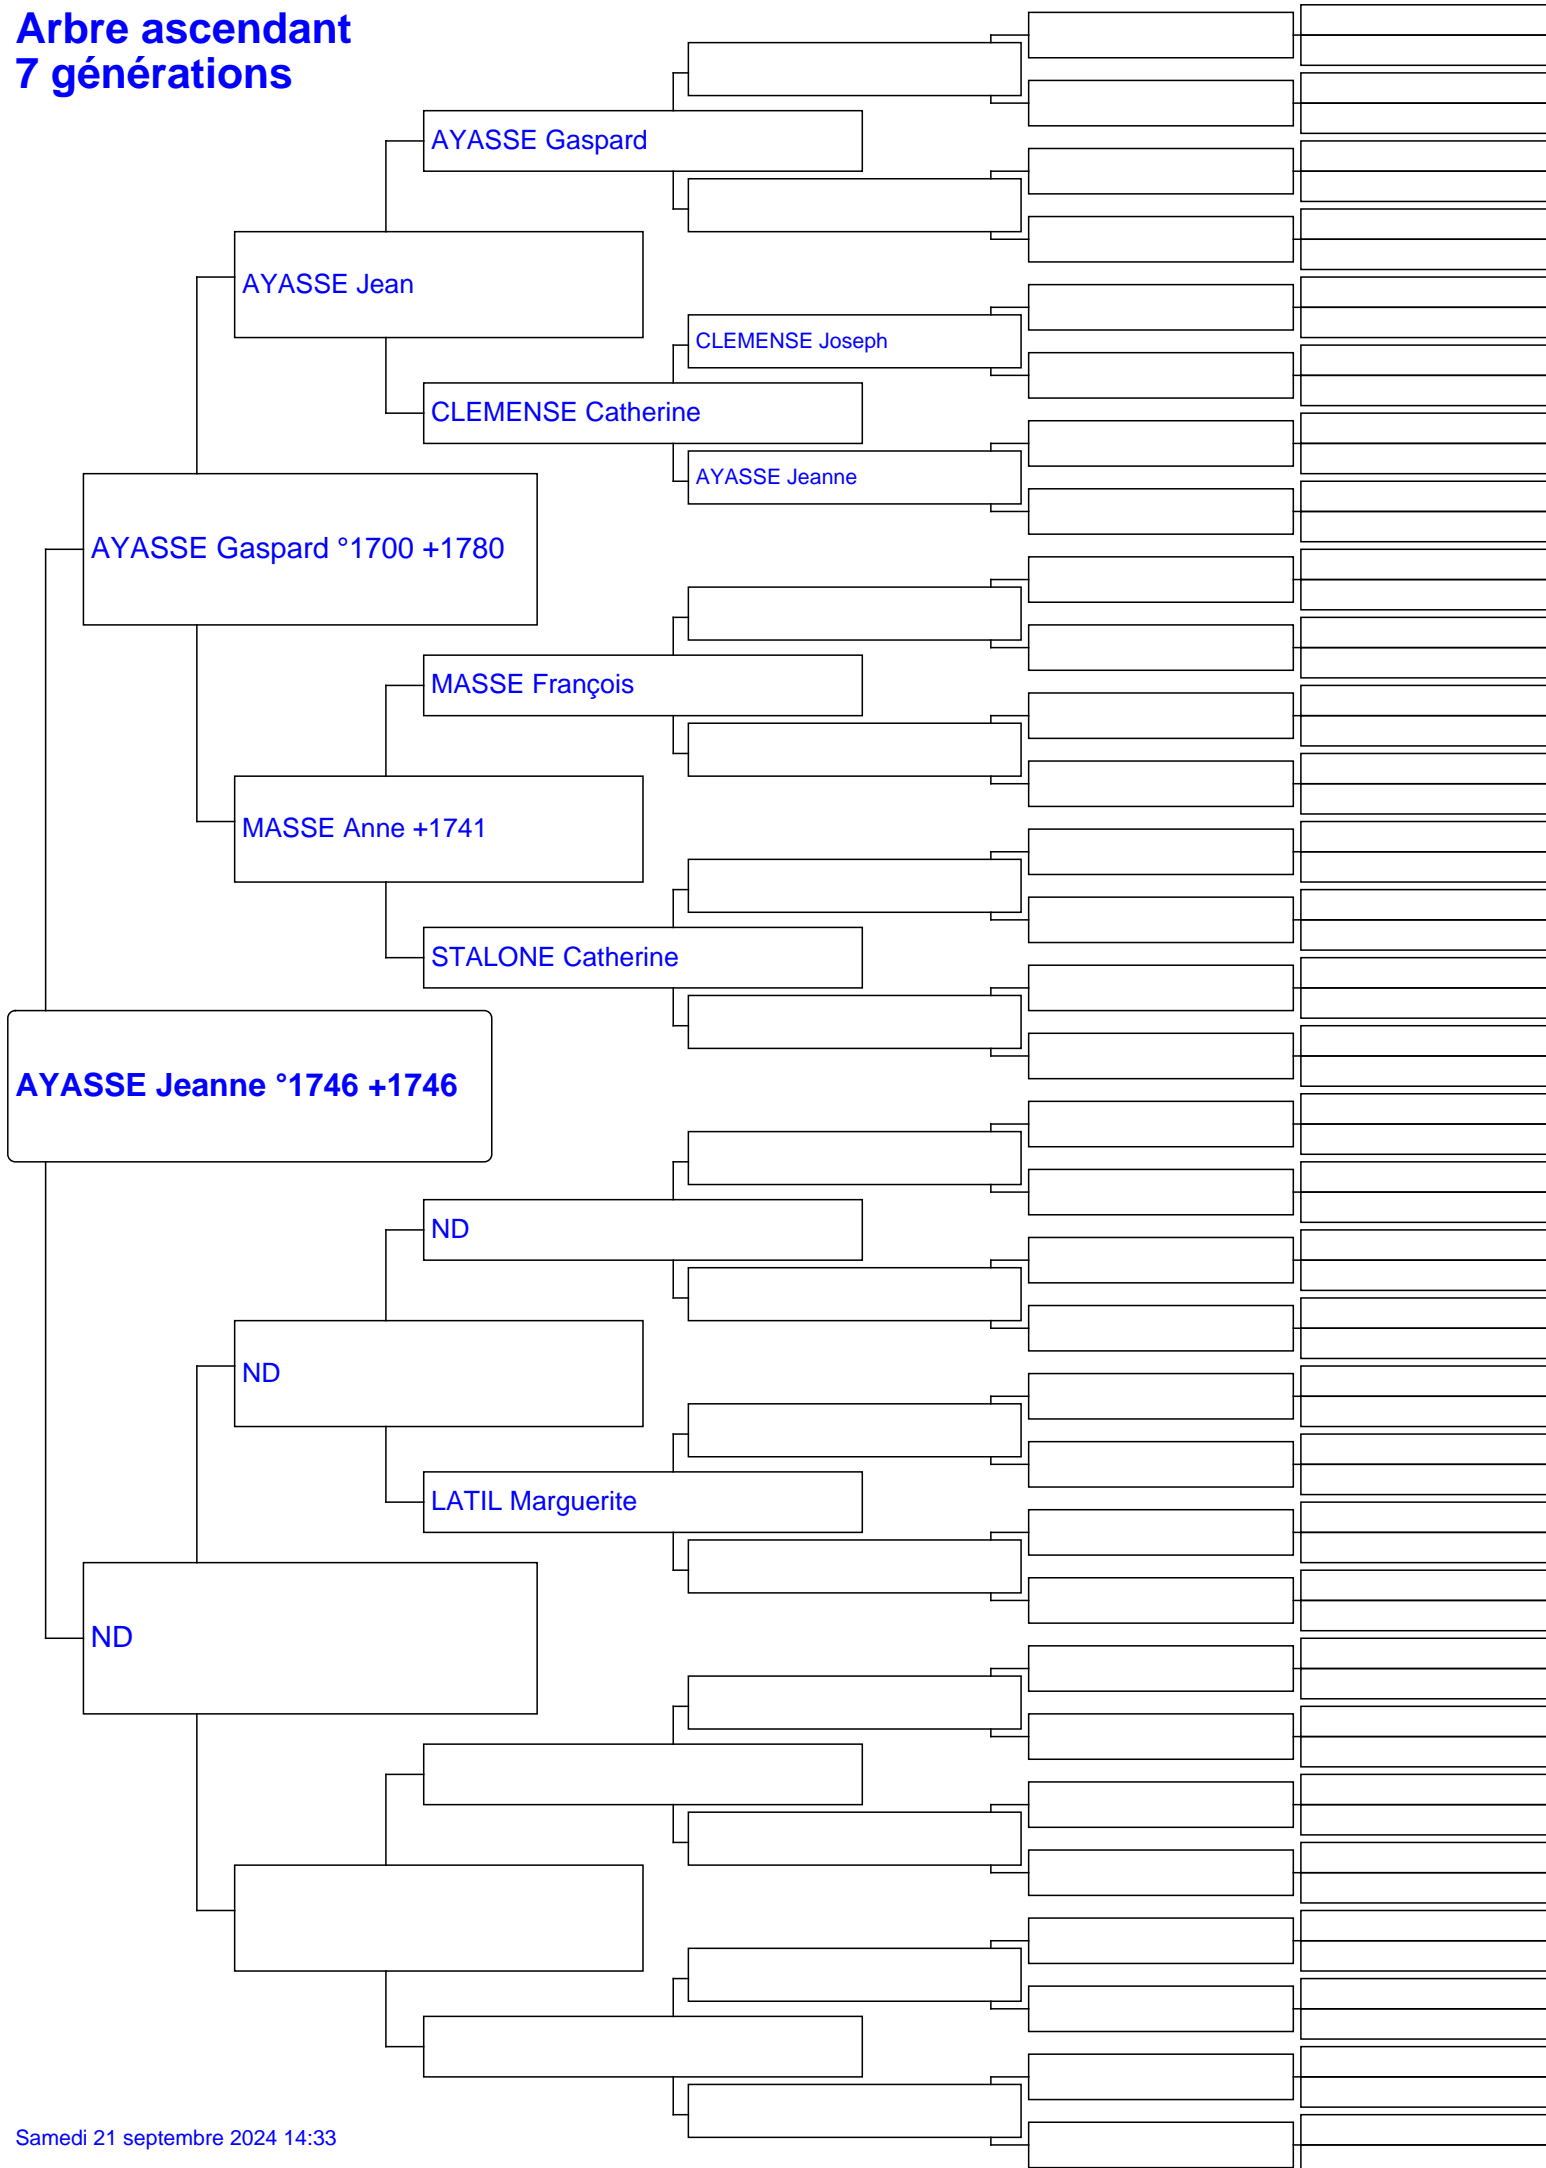 Arbre ascendant
7 générations
AYASSE Gaspard
AYASSE Jean
CLEMENSE Joseph
CLEMENSE Catherine
AYASSE Jeanne
AYASSE Gaspard °1700 +1780
MASSE François
MASSE Anne +1741
STALONE Catherine
AYASSE Jeanne °1746 +1746
ND
ND
LATIL Marguerite
ND
Samedi 21 septembre 2024 14:33